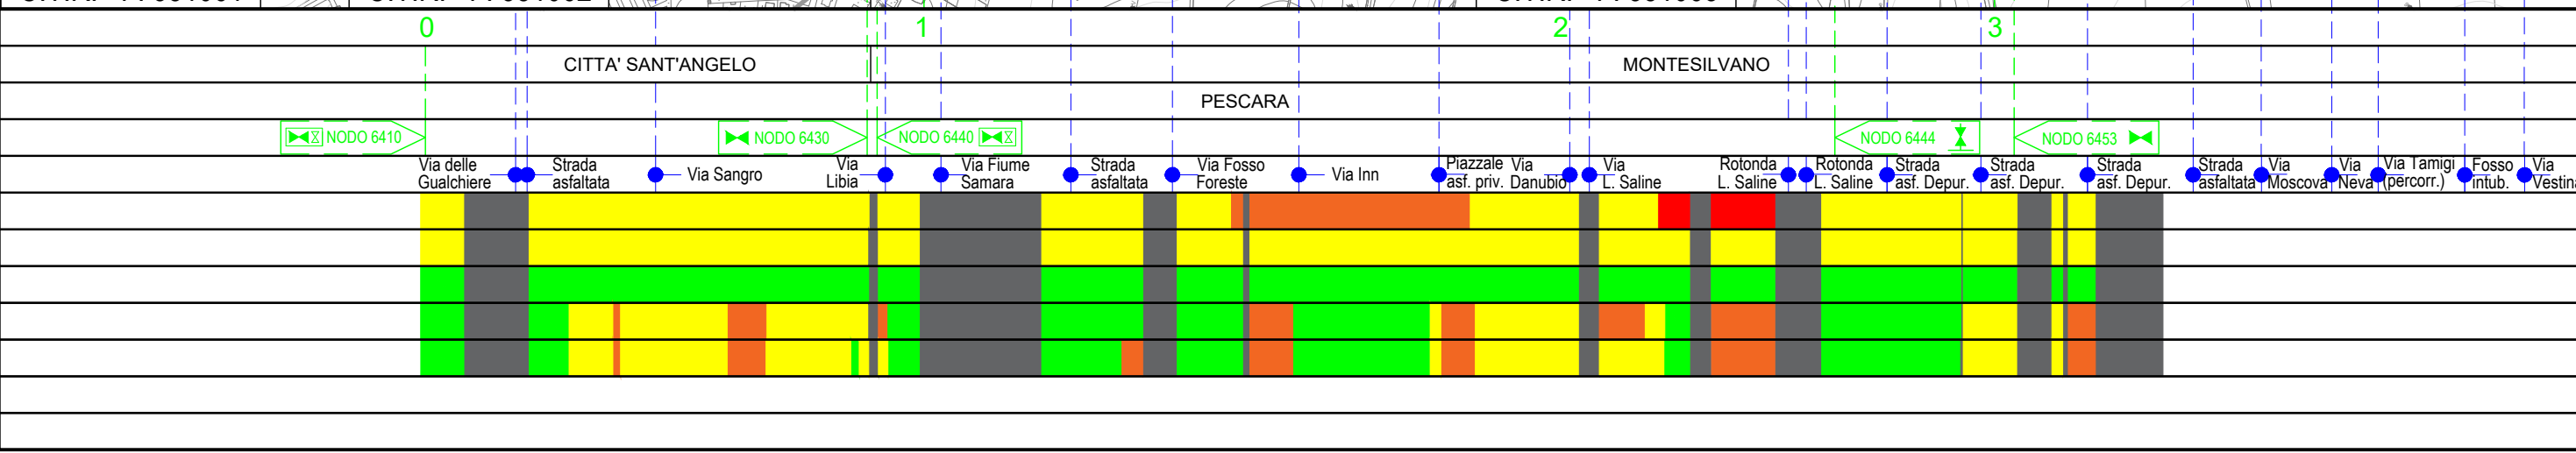 0 1 2 3
CITTA' SANT'ANGELO MONTESILVANO
PESCARA
NODO 6410 NODO 6430 NODO 6440 NODO 6444 NODO 6453
Via delle Strada Via Via Fiume Strada Via Fosso Piazzale Via Via Rotonda Rotonda Strada Strada Strada Strada Via Via Via Tamigi Fosso Via
Gualchiere asfaltata Via Sangro Libia Samara asfaltata Foreste Via Inn asf. priv. Danubio L. Saline L. Saline L. Saline asf. Depur. asf. Depur. asf. Depur. asfaltata Moscova Neva (percorr.) intub.